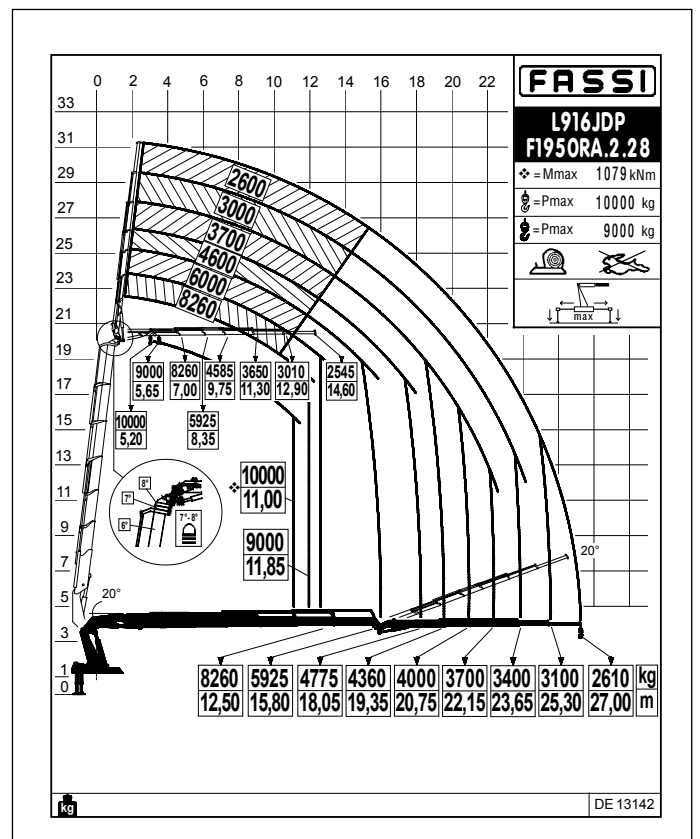 FASSI
L916JDP
F1950RA.2.28
❖ = Mmax 1079 kNm
=Pmax 10000 kg
=Pmax 9000 kg
max
0 2 4 6 8 10 12 14 16 18 20 22
33
31
29
27
25
23
21
19
17
15
13
11
9
7
5
3
1
0
2600
3000
3700
4600
6000
8260
9000 8260 4585 3650 3010 2545
5,65 7,00 9,75 11,30 12,90 14,60
10000 5925
5,20 8,35
8°
7°
6°
7°-8°
❖ 10000
11,00
9000
11,85
20°
20°
8260 5925 4775 4360 4000 3700 3400 3100 2610 kg
12,50 15,80 18,05 19,35 20,75 22,15 23,65 25,30 27,00 m
kg
DE 13142